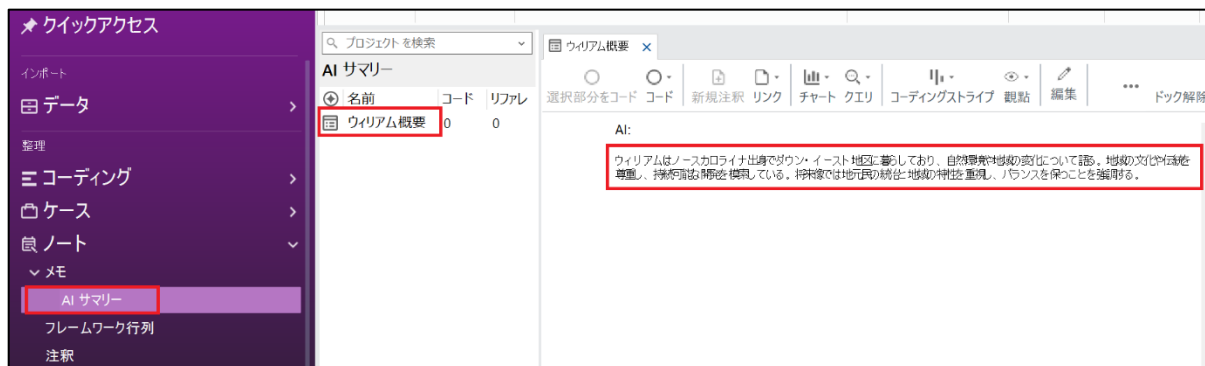 クイックアクセス
インポート
データ
整理
コーディング
ケース
ノート
メモ
AI サマリー
フレームワーク行列
注釈
プロジェクト を検索
AI サマリー
名前 コード リファレ
ウィリアム概要 0 0
ウィリアム概要
選択部分をコード コード 新規注釈 リンク チャート クエリ コーディングストライプ 観點 編集 ドック解除
AI:
ウィリアムはノースカロライナ出身でダウン・イースト地区に暮らしており、自然環境や地域の変化について語る。地域の文化や伝統を
尊重し、持続可能な開発を模索している。将来像では地元民の統合と地域の特性を重視し、バランスを保つことを強調する。